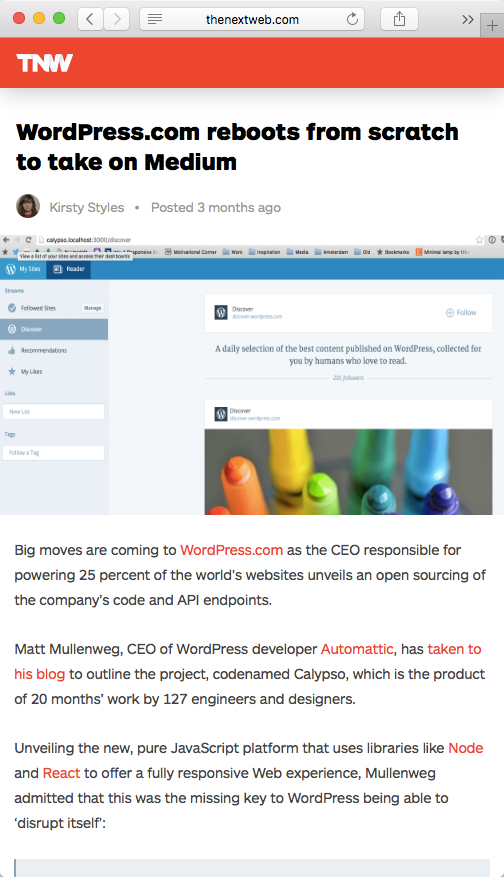 thenextweb.com
TNW
WordPress.com reboots from scratch
to take on Medium
Kirsty Styles • Posted 3 months ago
calypso.localhost:3000/discover
View a list of your sites and access their dashboards
Motivational Corner Work Inspiration Media Amsterdam Old Bookmarks
My Sites Reader
Streams
Followed Sites Manage
Discover
Recommendations
My Likes
Lists
New List
Tags
Follow a Tag
Discover
discover.wordpress.com
Follow
A daily selection of the best content published on WordPress, collected for
you by humans who love to read.
followers
Discover
discover.wordpress.com
Big moves are coming to WordPress.com as the CEO responsible for
powering 25 percent of the world's websites unveils an open sourcing of
the company's code and API endpoints.
Matt Mullenweg, CEO of WordPress developer Automattic, has taken to
his blog to outline the project, codenamed Calypso, which is the product
of 20 months' work by 127 engineers and designers.
Unveiling the new, pure JavaScript platform that uses libraries like Node
and React to offer a fully responsive Web experience, Mullenweg
admitted that this was the missing key to WordPress being able to
'disrupt itself':